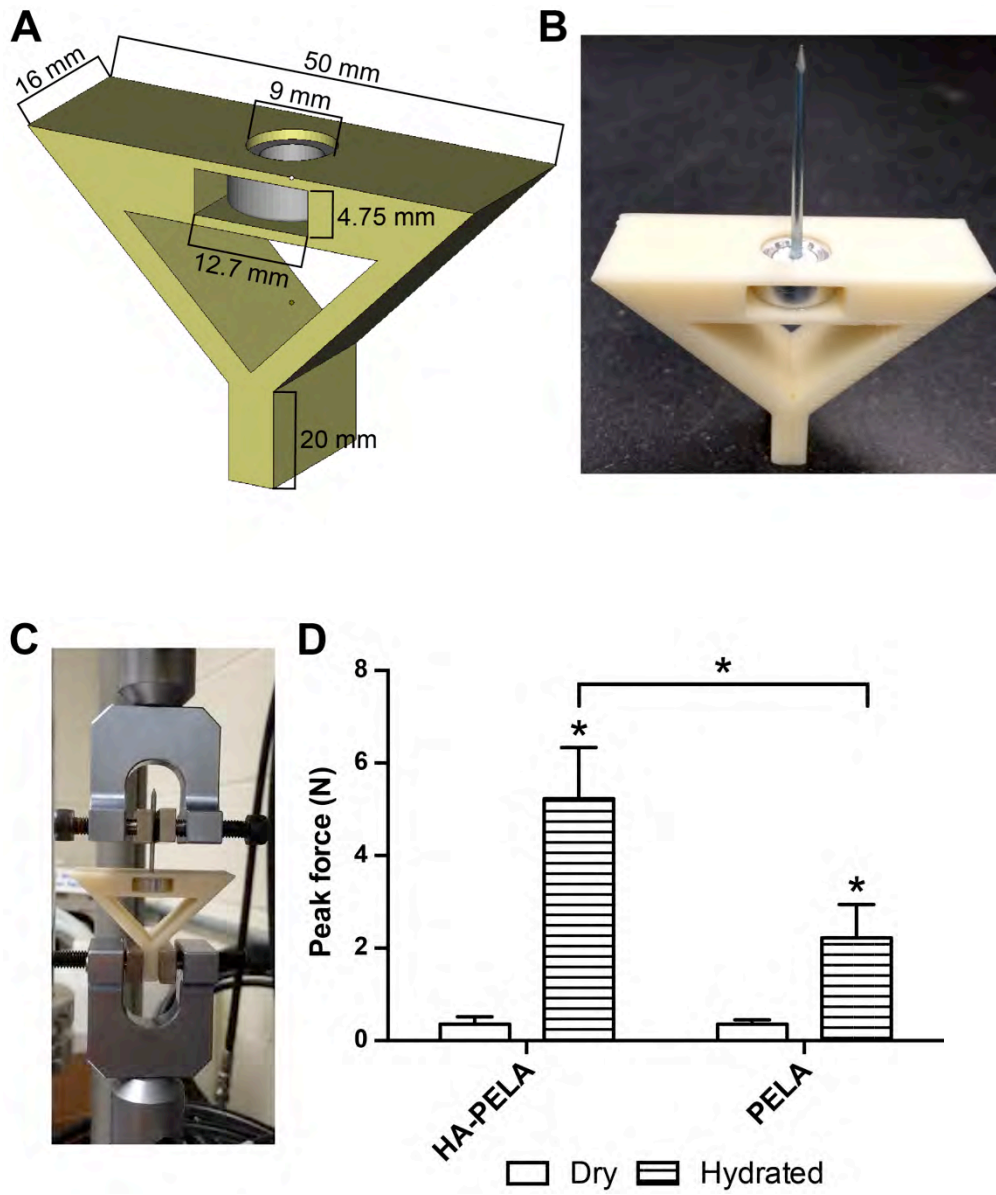 A
16 mm
50 mm
9 mm
4.75 mm
12.7 mm
20 mm
B
C
D
Peak force (N)
8
6
4
2
0
*
*
*
HA-PELA
PELA
Dry
Hydrated